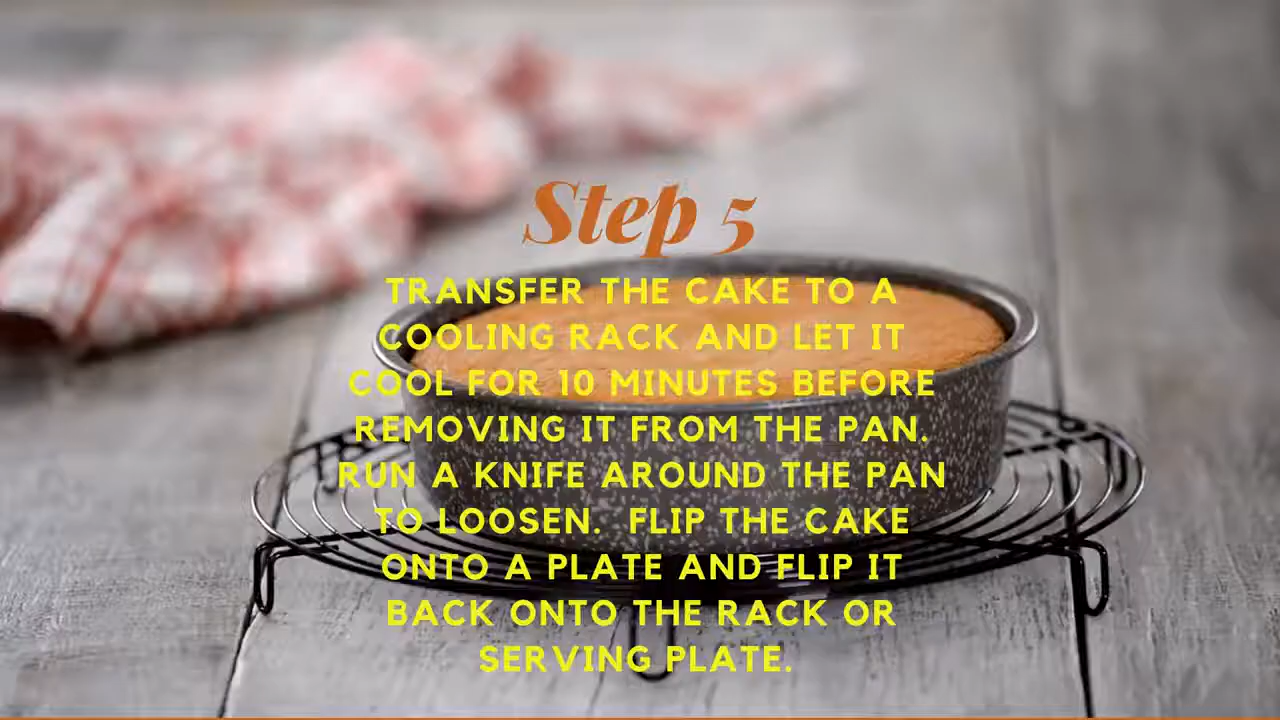 Step 5
TRANSFER THE CAKE TO A
COOLING RACK AND LET IT
COOL FOR 10 MINUTES BEFORE
REMOVING IT FROM THE PAN.
RUN A KNIFE AROUND THE PAN
TO LOOSEN.  FLIP THE CAKE
ONTO A PLATE AND FLIP IT
BACK ONTO THE RACK OR
SERVING PLATE.